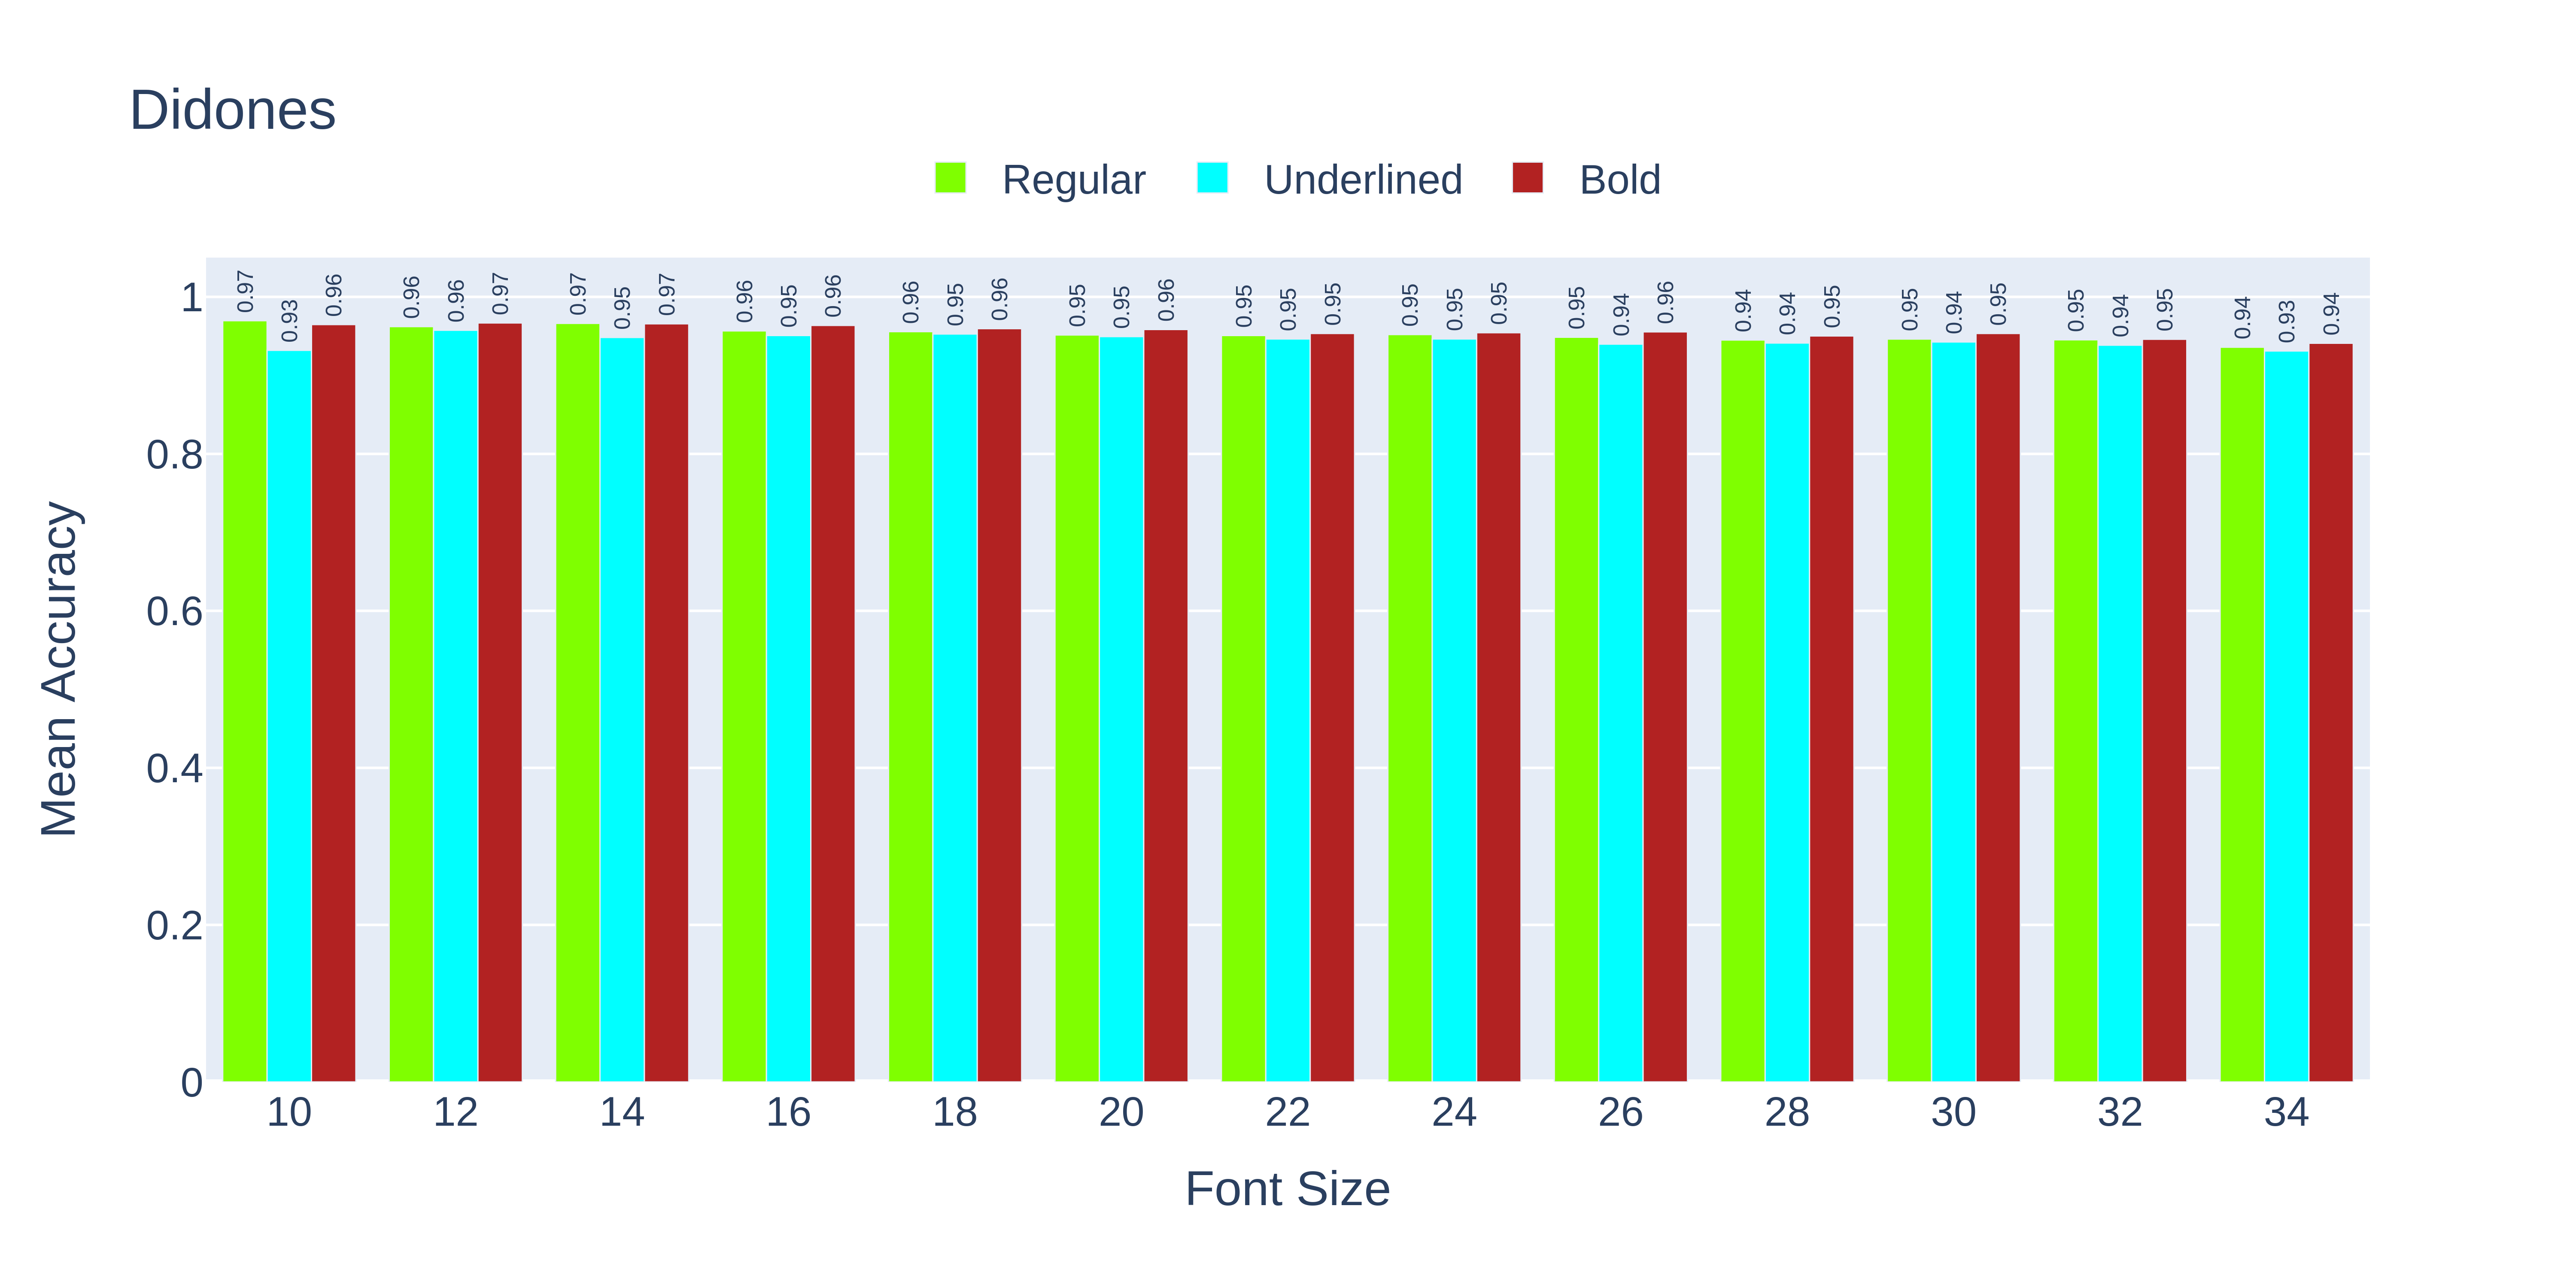 Didones
Regular Underlined Bold
0.97 0.93 0.96 0.96 0.96 0.97 0.97 0.95 0.97 0.96 0.95 0.96 0.96 0.95 0.96 0.95 0.95 0.96 0.95 0.95 0.95 0.95 0.95 0.95 0.95 0.94 0.96 0.94 0.94 0.95 0.95 0.94 0.95 0.95 0.94 0.95 0.94 0.93 0.94
1
0.8
0.6
0.4
0.2
0
Mean Accuracy
10 12 14 16 18 20 22 24 26 28 30 32 34
Font Size